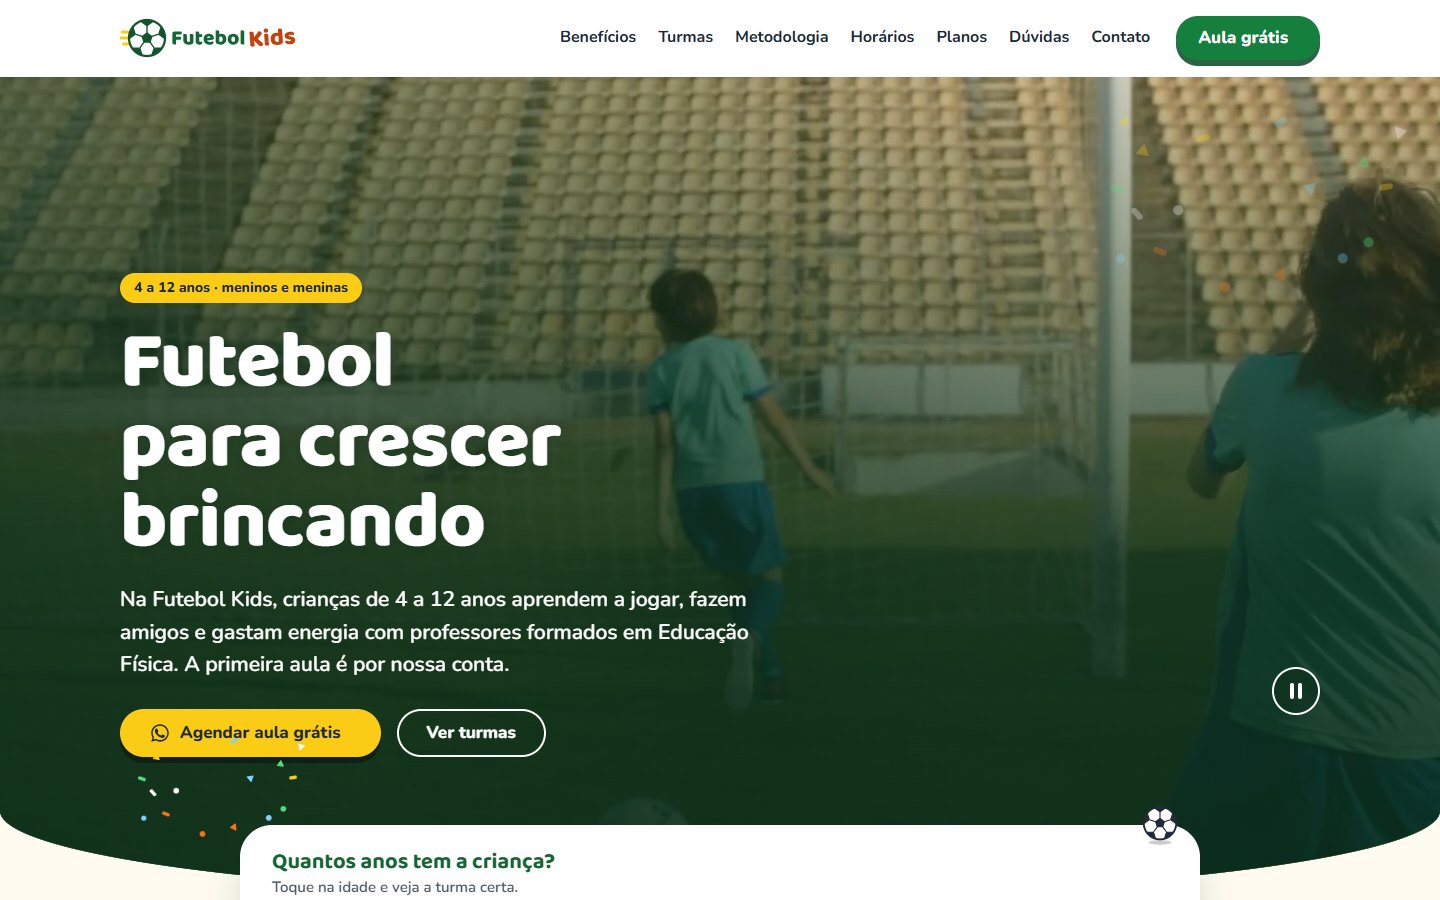 Futebol Kids
Benefícios Turmas Metodologia Horários Planos Dúvidas Contato Aula grátis
4 a 12 anos · meninos e meninas
Futebol
para crescer
brincando
Na Futebol Kids, crianças de 4 a 12 anos aprendem a jogar, fazem
amigos e gastam energia com professores formados em Educação
Física. A primeira aula é por nossa conta.
Agendar aula grátis Ver turmas
Quantos anos tem a criança?
Toque na idade e veja a turma certa.